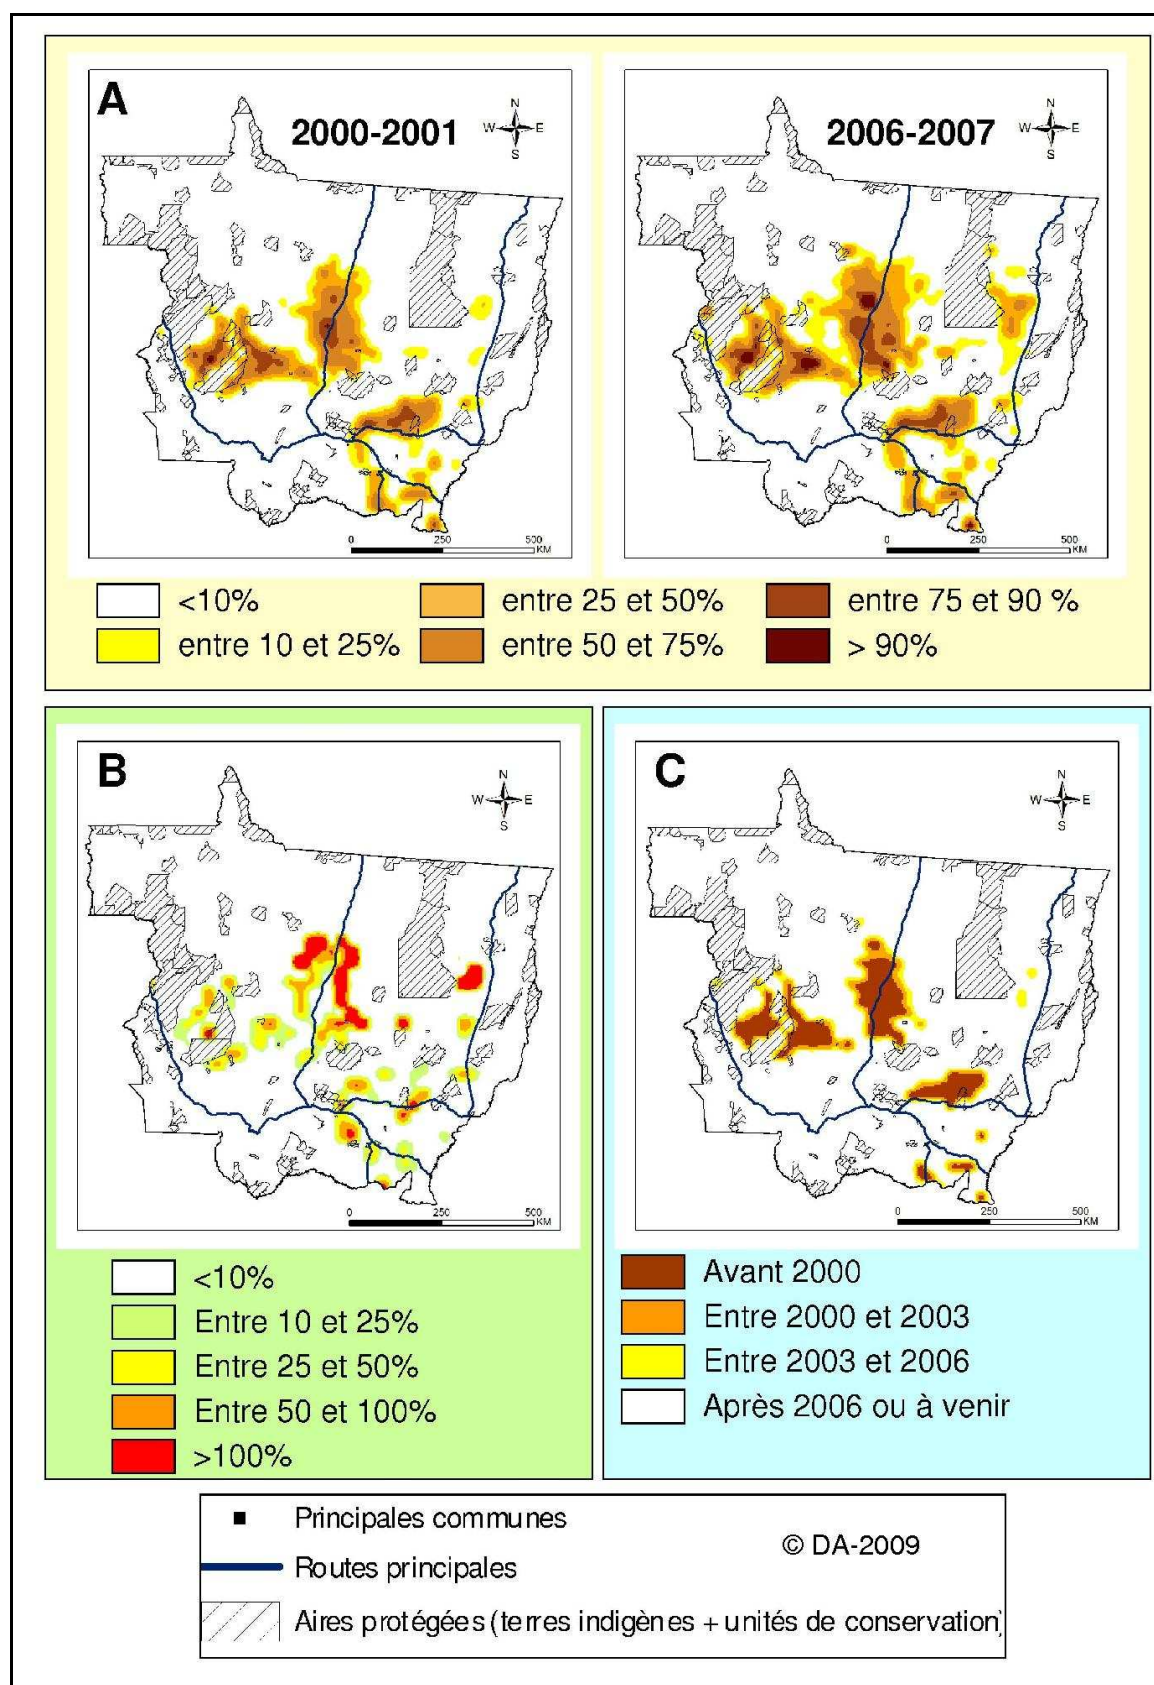 A
2000-2001
N
W E
S
0 250 500
KM
2006-2007
N
W E
S
0 250 500
KM
<10%
entre 25 et 50%
entre 75 et 90 %
entre 10 et 25%
entre 50 et 75%
> 90%
B
N
W E
S
0 250 500
KM
<10%
Entre 10 et 25%
Entre 25 et 50%
Entre 50 et 100%
>100%
C
N
W E
S
0 250 500
KM
Avant 2000
Entre 2000 et 2003
Entre 2003 et 2006
Après 2006 ou à venir
Principales communes
© DA-2009
Routes principales
Aires protégées (terres indigènes + unités de conservation)